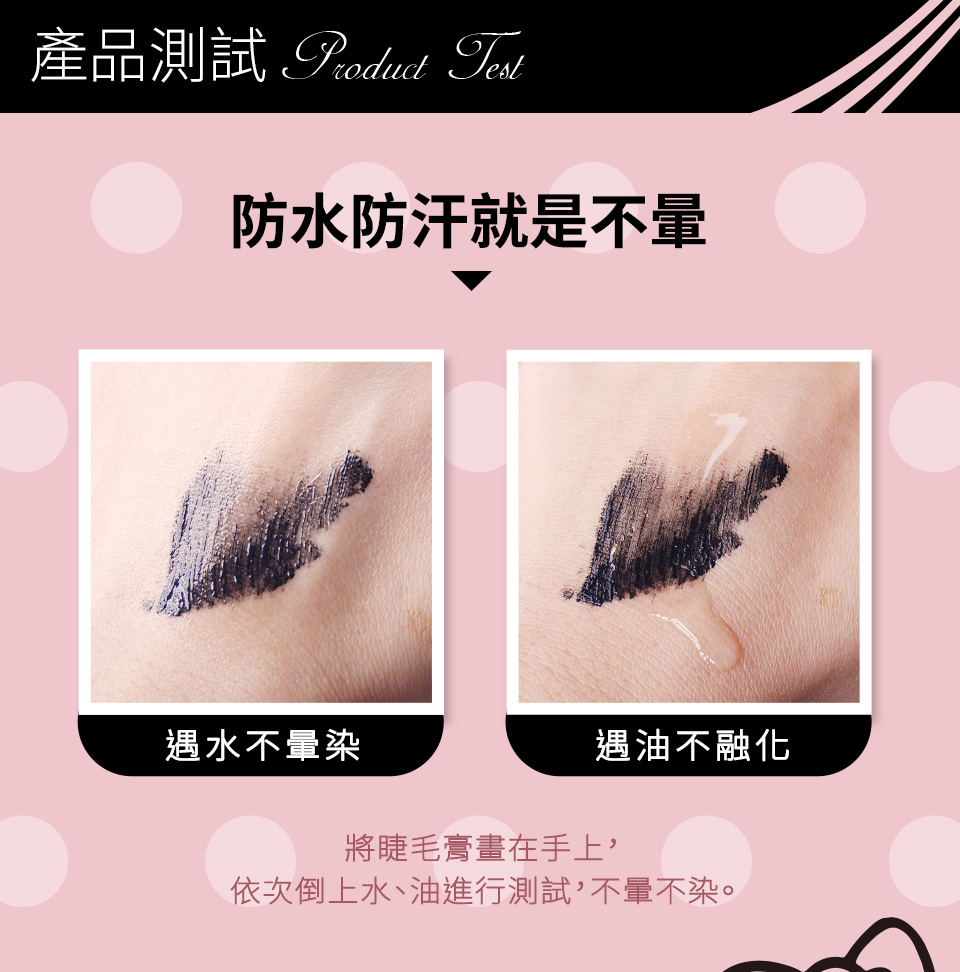 產品測試 Product Test
防水防汗就是不暈
遇水不暈染
遇油不融化
將睫毛膏畫在手上，
依次倒上水、油進行測試，不暈不染。